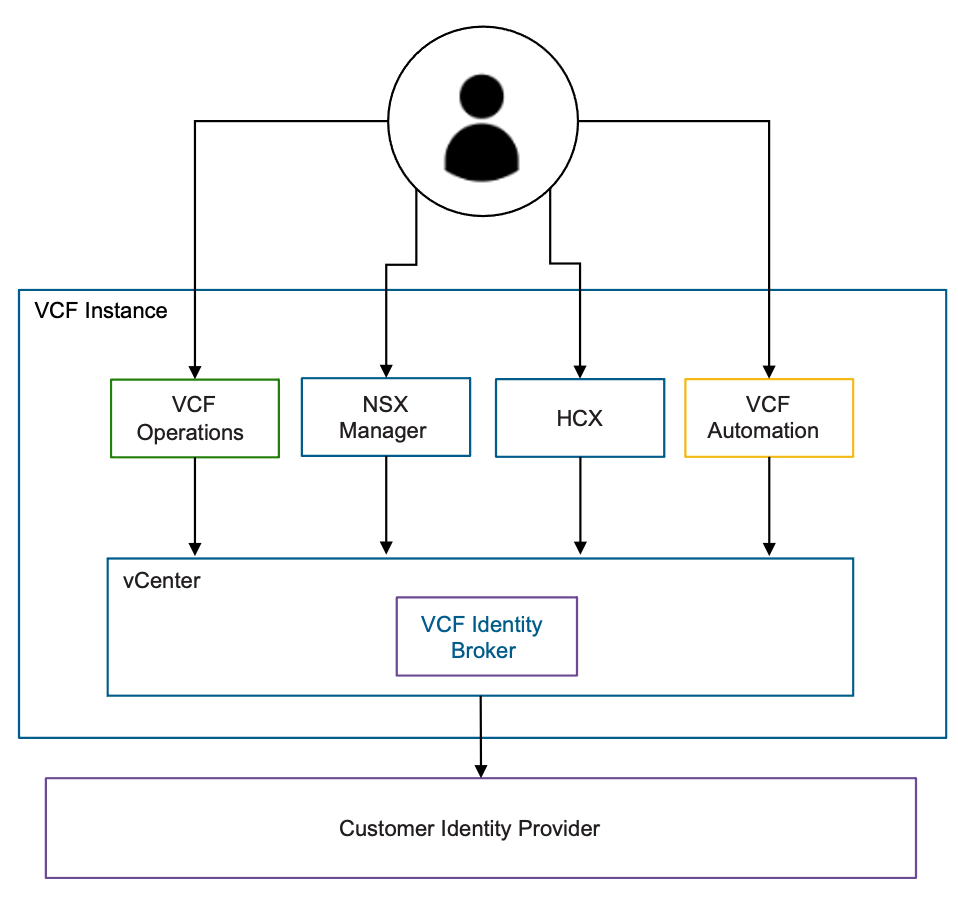 VCF Instance
VCF
Operations
NSX
Manager
HCX
VCF
Automation
vCenter
VCF Identity
Broker
Customer Identity Provider